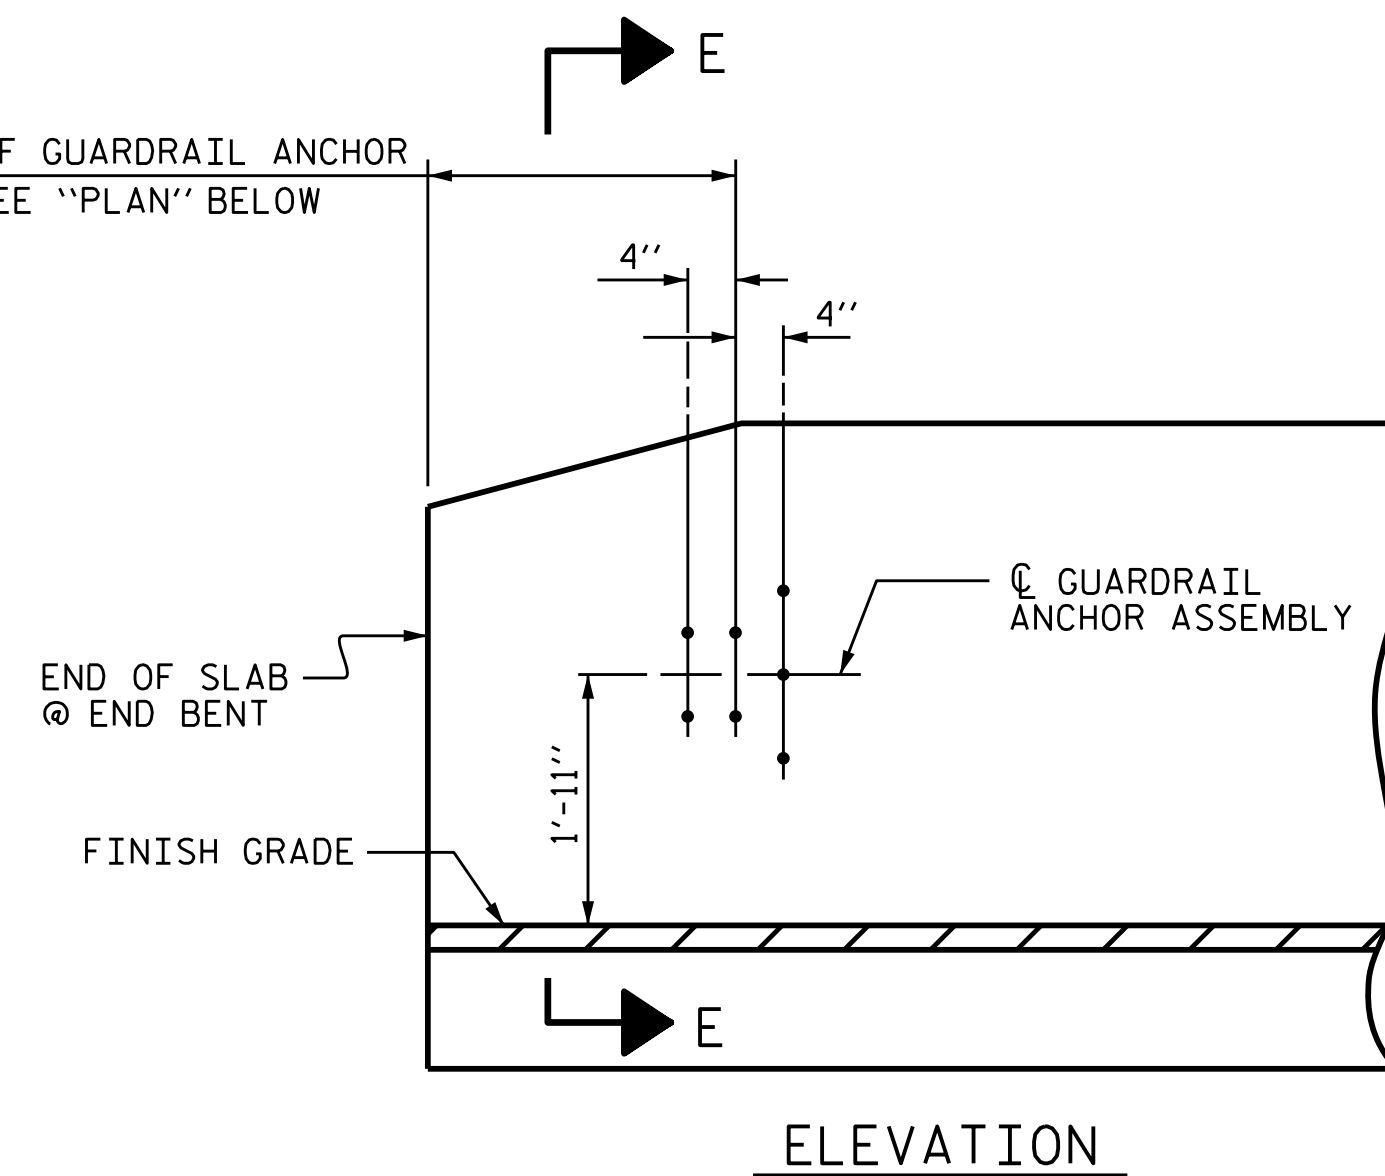 E
F GUARDRAIL ANCHOR
EE "PLAN" BELOW
4"
4"
℄ GUARDRAIL
ANCHOR ASSEMBLY
END OF SLAB
@ END BENT
1'-11"
FINISH GRADE
E
ELEVATION